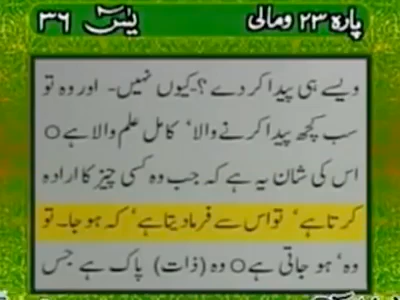 پارہ ۲۳ ومالی یٰسٓ ۳۶
ویسے ہی پیدا کر دے ؟۔کیوں نہیں۔ اور وہ تو
سب کچھ پیدا کرنے والا‘ کامل علم والا ہے○
اس کی شان یہ ہے کہ جب وہ کسی چیز کا ارادہ
کرتا ہے‘ تو اس سے فرما دیتا ہے‘ کہ ہو جا۔ تو
وہ‘ ہو جاتی ہے○ وہ (ذات) پاک ہے جس